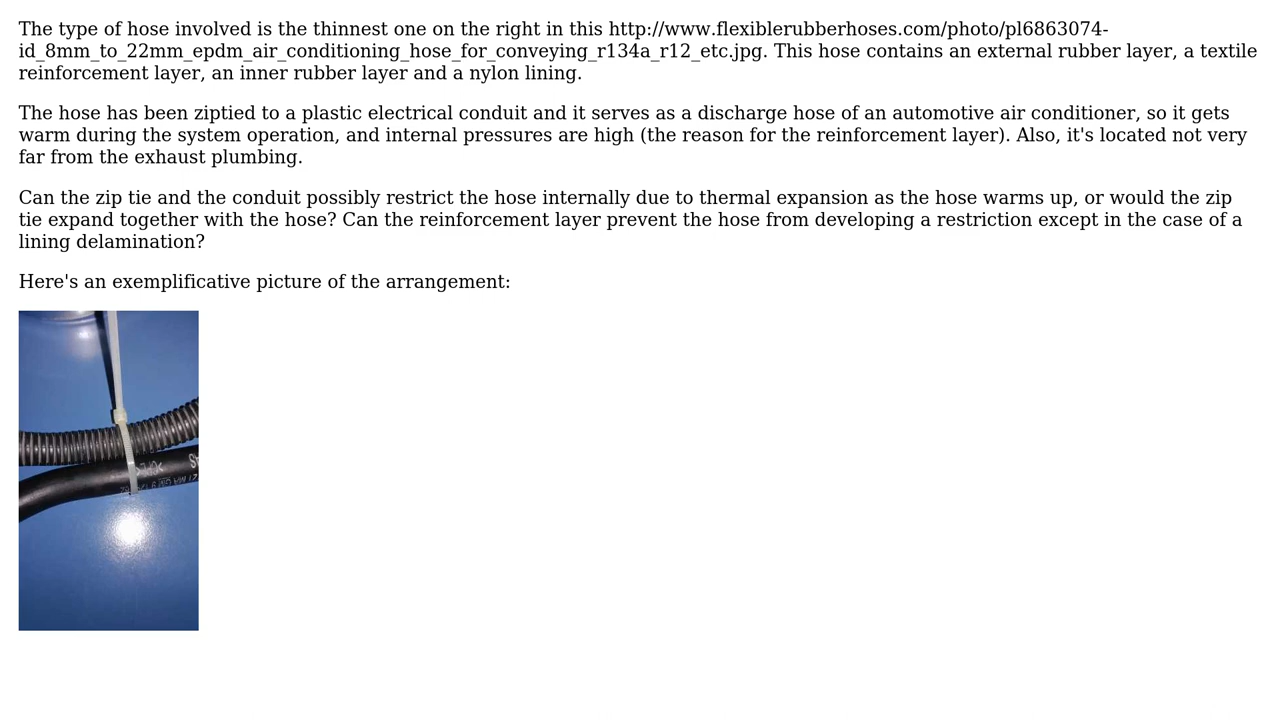 The type of hose involved is the thinnest one on the right in this http://www.flexiblerubberhoses.com/photo/pl6863074-
id_8mm_to_22mm_epdm_air_conditioning_hose_for_conveying_r134a_r12_etc.jpg. This hose contains an external rubber layer, a textile
reinforcement layer, an inner rubber layer and a nylon lining.
The hose has been ziptied to a plastic electrical conduit and it serves as a discharge hose of an automotive air conditioner, so it gets
warm during the system operation, and internal pressures are high (the reason for the reinforcement layer). Also, it's located not very
far from the exhaust plumbing.
Can the zip tie and the conduit possibly restrict the hose internally due to thermal expansion as the hose warms up, or would the zip
tie expand together with the hose? Can the reinforcement layer prevent the hose from developing a restriction except in the case of a
lining delamination?
Here's an exemplificative picture of the arrangement: